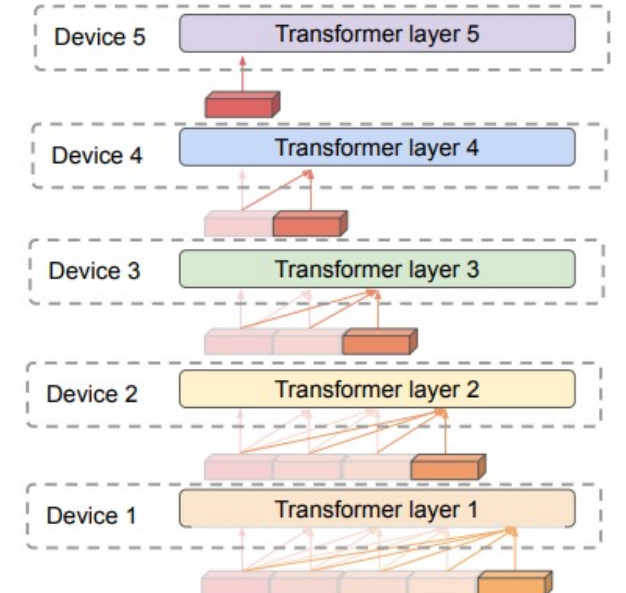 Device 5
Transformer layer 5
Device 4
Transformer layer 4
Device 3
Transformer layer 3
Device 2
Transformer layer 2
Device 1
Transformer layer 1